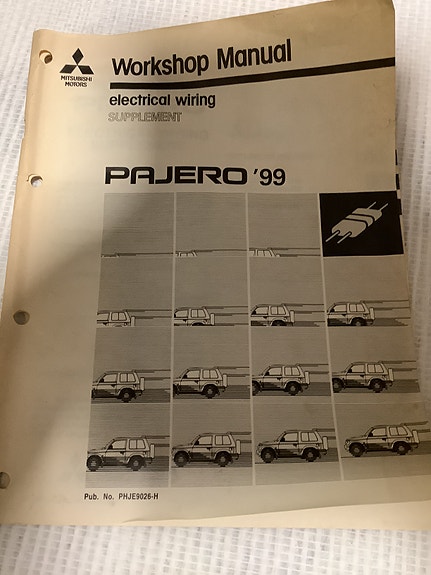 MITSUBISHI
MOTORS
Workshop Manual
electrical wiring
SUPPLEMENT
PAJERO '99
Pub. No. PHJE9026-H